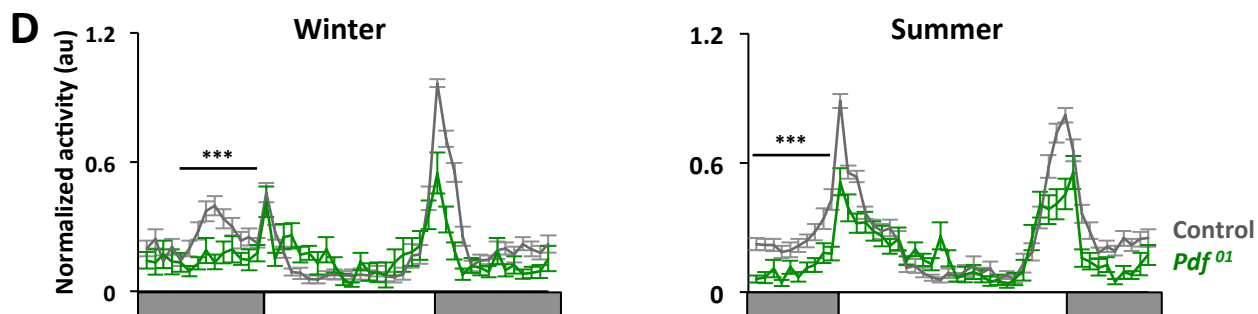 D
Winter
Normalized activity (au)
1.2
0.6
0
***
Summer
1.2
0.6
0
***
Control
Pdf 01